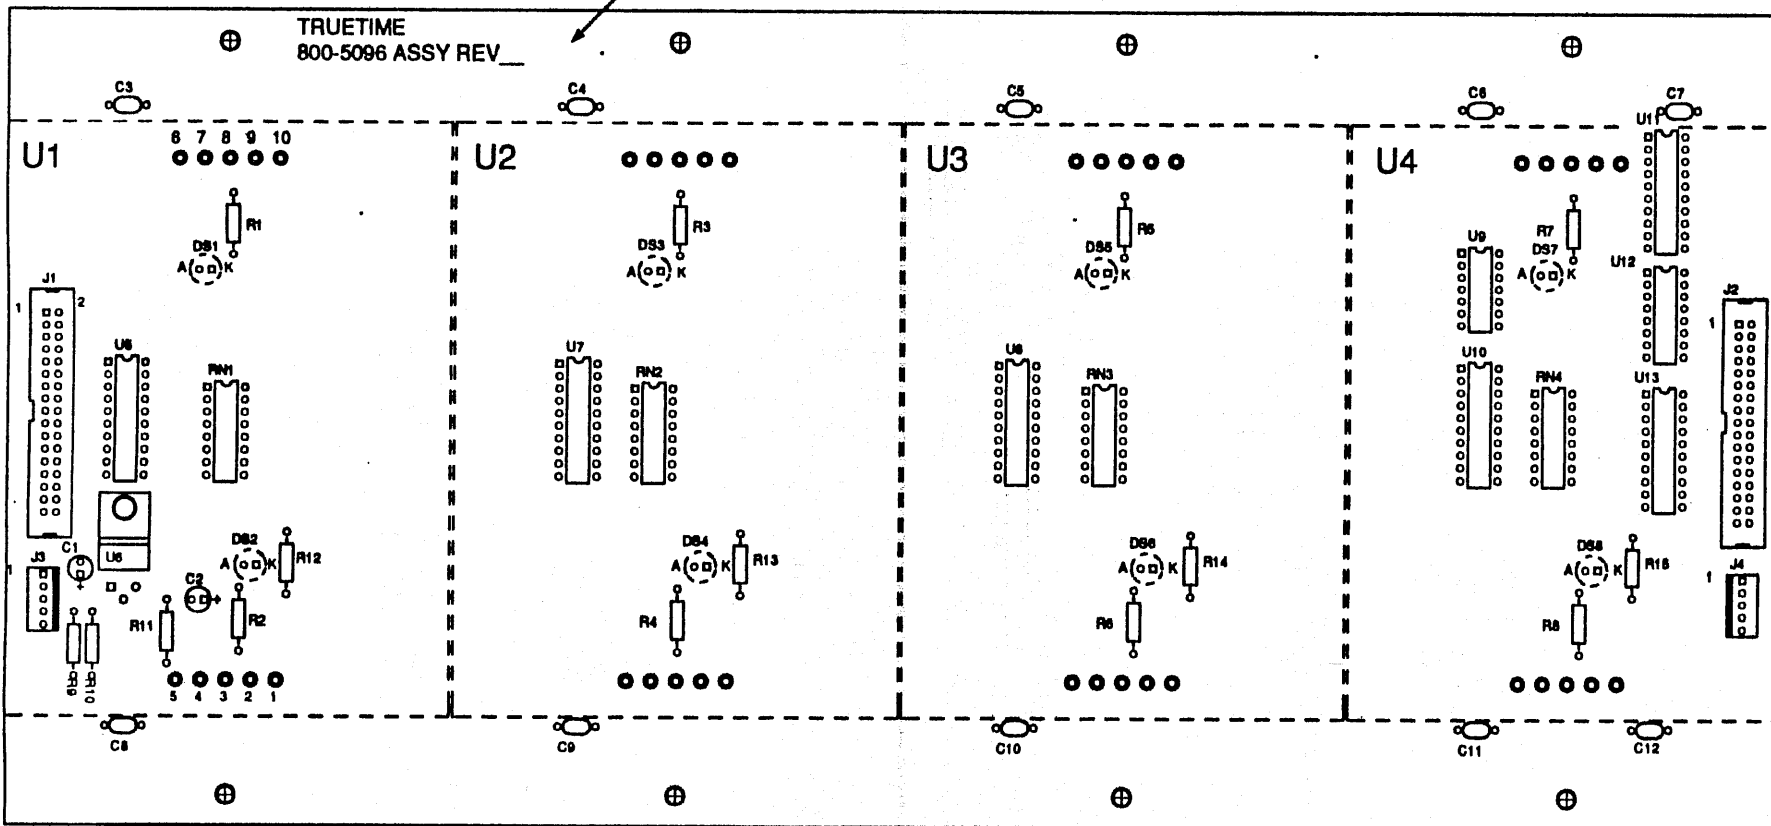 TRUETIME
800-5096 ASSY REV__
C3
C4
C5
C6
C7
6 7 8 9 10
U1
U2
U3
U4
U11
R1
R3
R5
R7
U9
DS1
A K
DS3
A K
DS5
A K
DS7
A K
U12
J1
1 2
J2
1
U5
RN1
U7
RN2
U8
RN3
U10
RN4
U13
J3
1
C1
+
U6
DS2
A K
R12
DS4
A K
R13
DS6
A K
R14
DS8
A K
R15
J4
1
C2
+
R11
R2
R4
R6
R8
CR9
CR10
5 4 3 2 1
C8
C9
C10
C11
C12